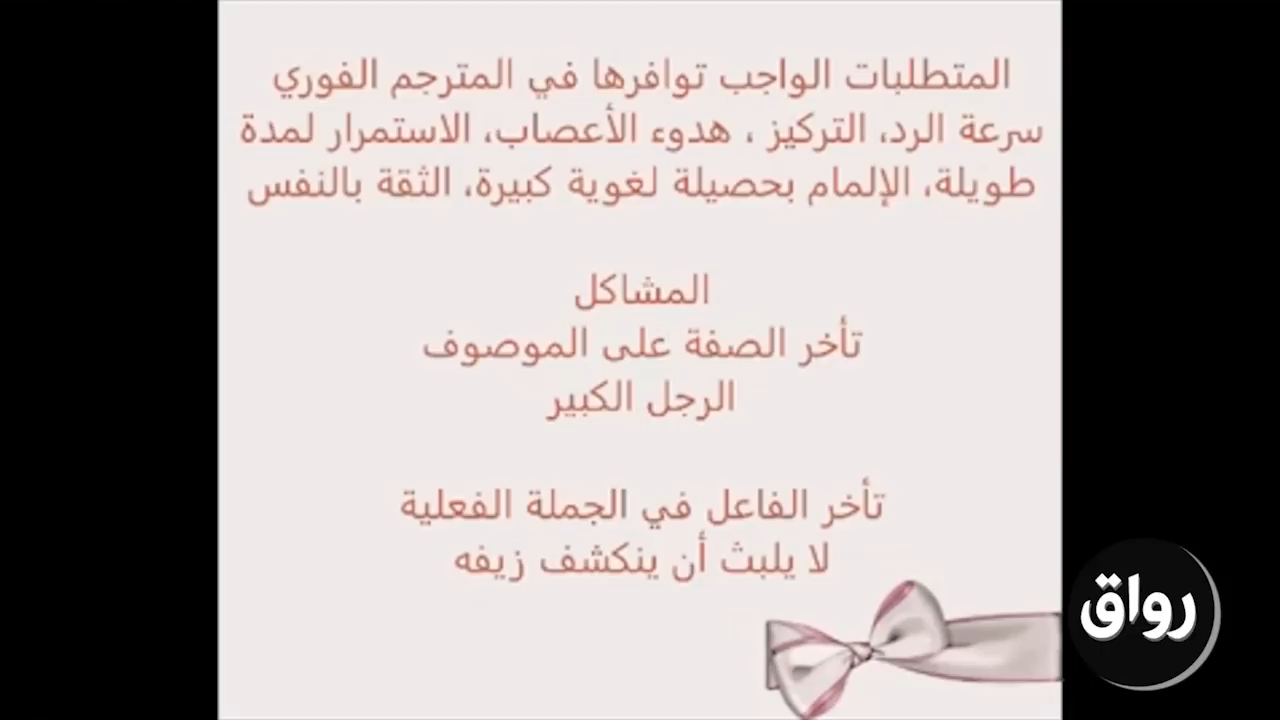 المتطلبات الواجب توافرها في المترجم الفوري
سرعة الرد، التركيز ، هدوء الأعصاب، الاستمرار لمدة
طويلة، الإلمام بحصيلة لغوية كبيرة، الثقة بالنفس
المشاكل
تأخر الصفة على الموصوف
الرجل الكبير
تأخر الفاعل في الجملة الفعلية
لا يلبث أن ينكشف زيفه
رواق